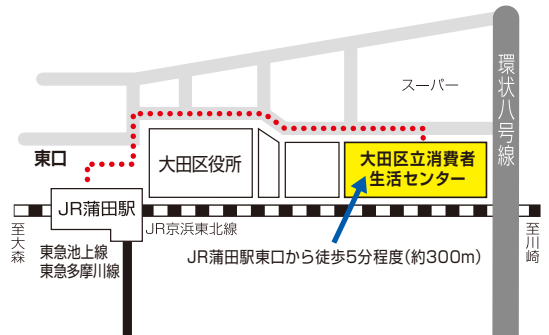 スーパー
環状八号線
東口
大田区役所
大田区立消費者
生活センター
JR蒲田駅
JR京浜東北線
至大森
至川崎
東急池上線
東急多摩川線
JR蒲田駅東口から徒歩5分程度(約300m)